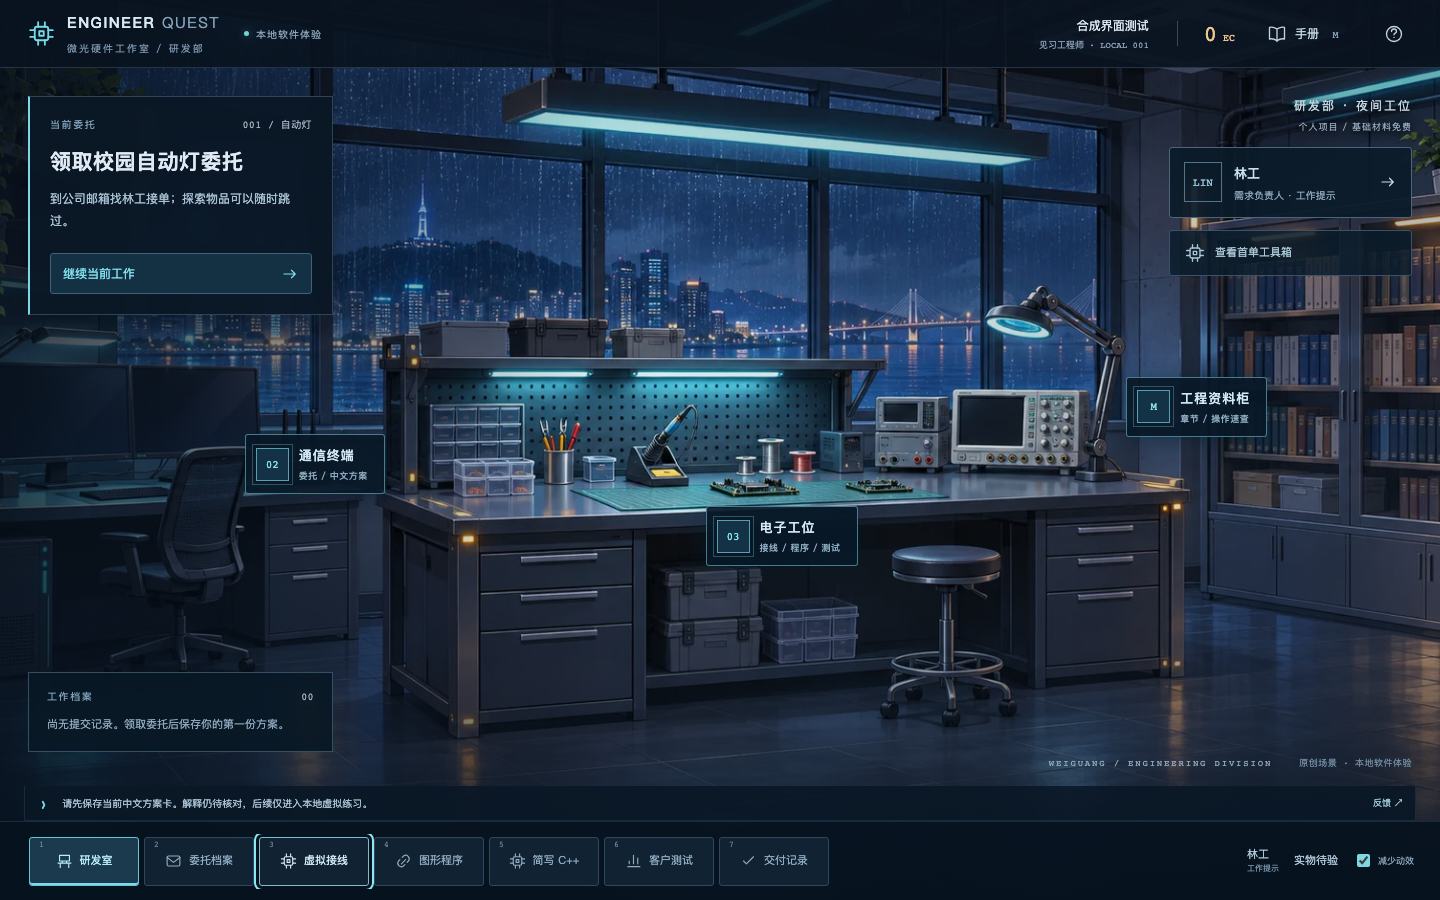 ENGINEER QUEST
微光硬件工作室 / 研发部
本地软件体验
合成界面测试
见习工程师 · LOCAL 001
0 EC
手册 M
当前委托
001 / 自动灯
领取校园自动灯委托
到公司邮箱找林工接单；探索物品可以随时跳
过。
继续当前工作
研发部 · 夜间工位
个人项目 / 基础材料免费
LIN
林工
需求负责人 · 工作提示
查看首单工具箱
M
工程资料柜
章节 / 操作速查
02
通信终端
委托 / 中文方案
03
电子工位
接线 / 程序 / 测试
工作档案
00
尚无提交记录。领取委托后保存你的第一份方案。
WEIGUANG / ENGINEERING DIVISION
原创场景 · 本地软件体验
请先保存当前中文方案卡。解释仍待核对，后续仅进入本地虚拟练习。
反馈 ↗
1 研发室
2 委托档案
3 虚拟接线
4 图形程序
5 简写 C++
6 客户测试
7 交付记录
林工
工作提示
实物待验
减少动效